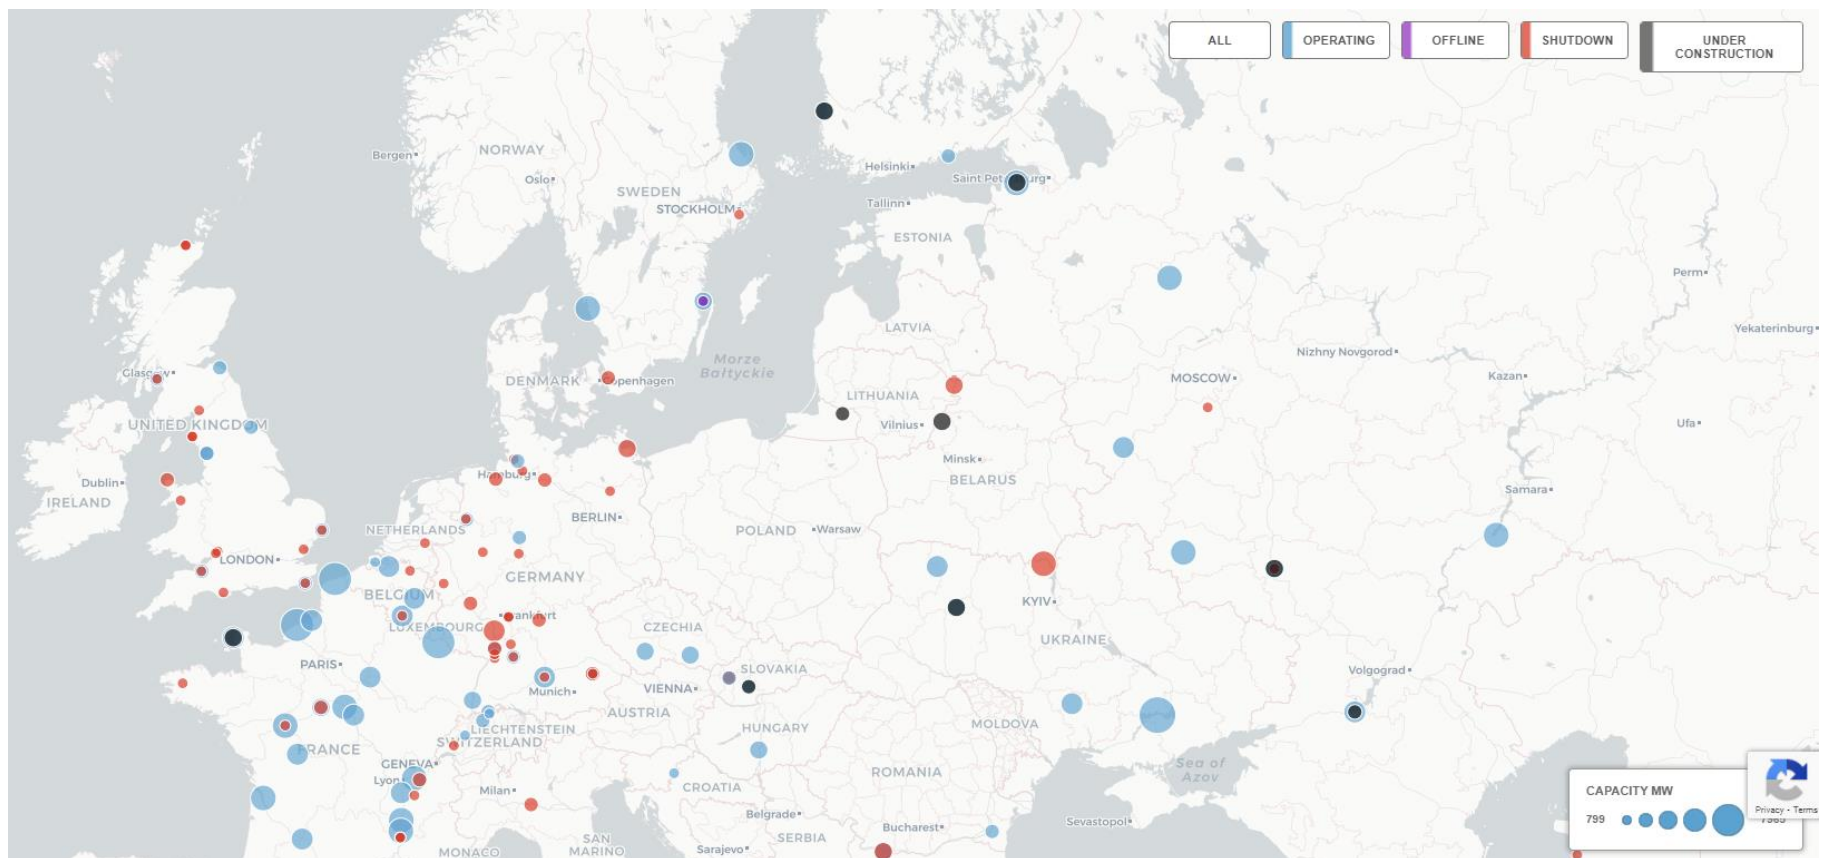 ALL
OPERATING
OFFLINE
SHUTDOWN
UNDER
CONSTRUCTION
Bergen
NORWAY
Oslo
SWEDEN
STOCKHOLM
Helsinki
Tallinn
ESTONIA
Perm
Yekaterinburg
LATVIA
Nizhny Novgorod
Morze
Bałtyckie
DENMARK
MOSCOW
Kazan
LITHUANIA
Vilnius
UNITED KINGDOM
Ufa
Minsk
BELARUS
Dublin
IRELAND
Samara
BERLIN
NETHERLANDS
POLAND
Warsaw
LONDON
GERMANY
BELGIUM
KYIV
LUXEMBOURG
CZECHIA
UKRAINE
PARIS
SLOVAKIA
Volgograd
Munich
VIENNA
AUSTRIA
LIECHTENSTEIN
SWITZERLAND
HUNGARY
MOLDOVA
FRANCE
GENEVA
Lyon
Sea of
Azov
ROMANIA
Milan
CROATIA
CAPACITY MW
799
Privacy - Terms
Belgrade
Bucharest
Sevastopol
SERBIA
SAN
MARINO
MONACO
Sarajevo